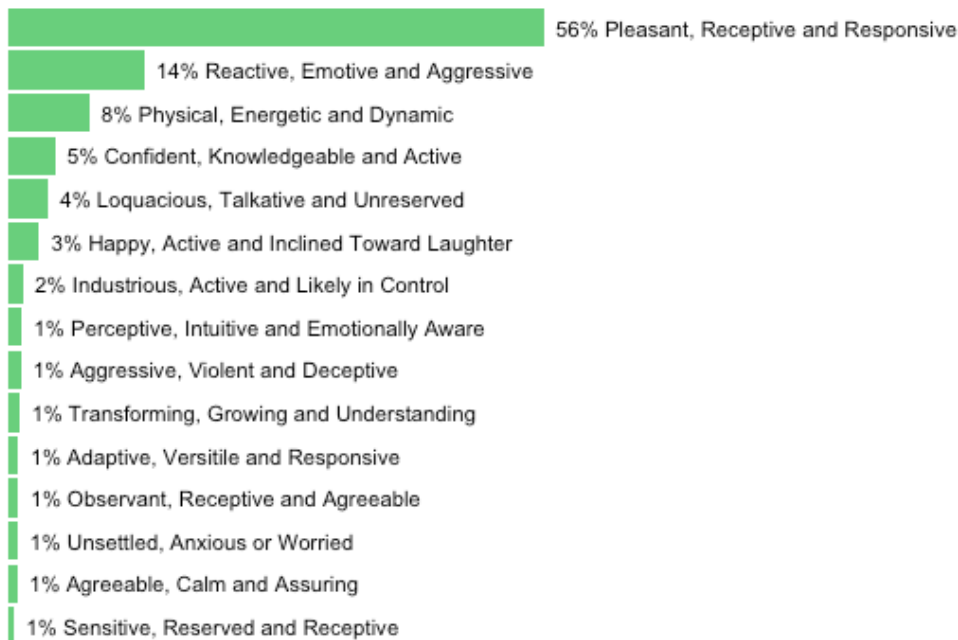 56% Pleasant, Receptive and Responsive
14% Reactive, Emotive and Aggressive
8% Physical, Energetic and Dynamic
5% Confident, Knowledgeable and Active
4% Loquacious, Talkative and Unreserved
3% Happy, Active and Inclined Toward Laughter
2% Industrious, Active and Likely in Control
1% Perceptive, Intuitive and Emotionally Aware
1% Aggressive, Violent and Deceptive
1% Transforming, Growing and Understanding
1% Adaptive, Versitile and Responsive
1% Observant, Receptive and Agreeable
1% Unsettled, Anxious or Worried
1% Agreeable, Calm and Assuring
1% Sensitive, Reserved and Receptive